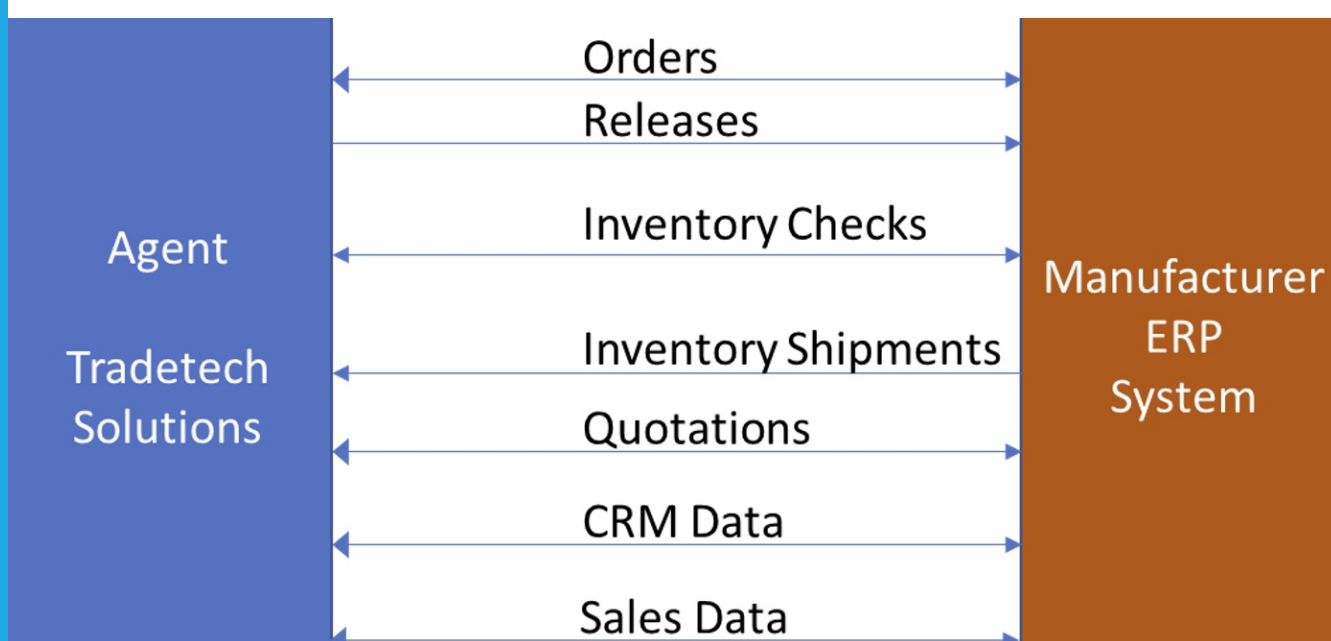 Orders
Releases
Inventory Checks
Inventory Shipments
Quotations
CRM Data
Sales Data
Agent
Tradetech
Solutions
Manufacturer
ERP
System